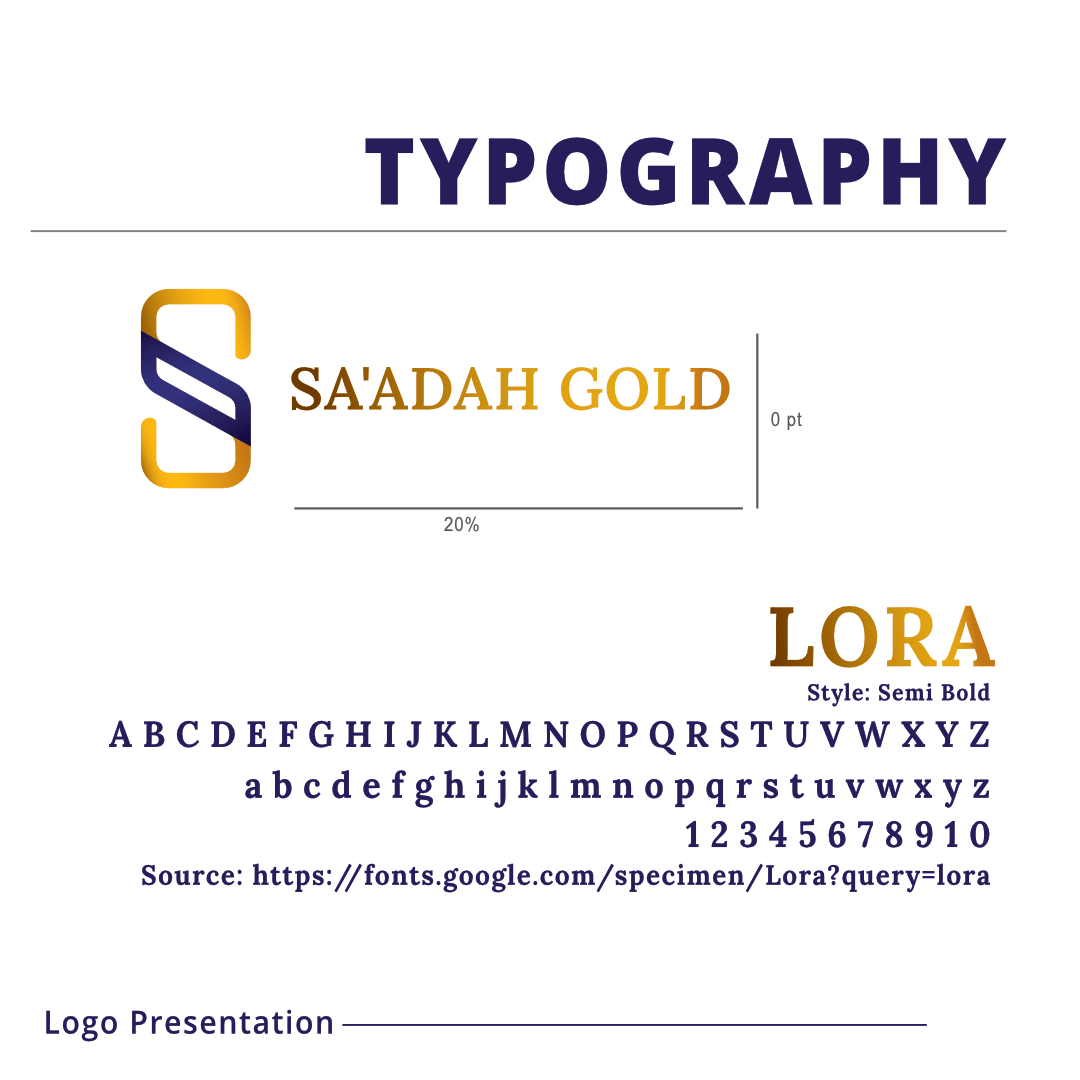 TYPOGRAPHY
SA'ADAH GOLD
0 pt
20%
LORA
Style: Semi Bold
A B C D E F G H I J K L M N O P Q R S T U V W X Y Z
a b c d e f g h i j k l m n o p q r s t u v w x y z
1 2 3 4 5 6 7 8 9 1 0
Source: https://fonts.google.com/specimen/Lora?query=lora
Logo Presentation